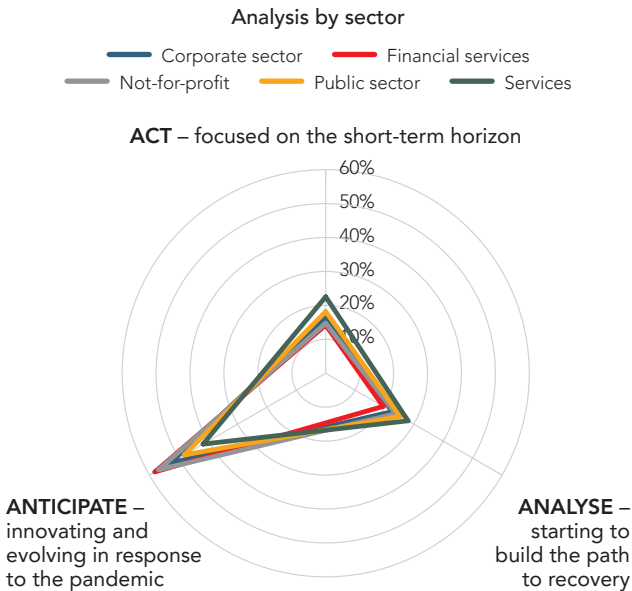 Analysis by sector
Corporate sector Financial services
Not-for-profit Public sector Services
ACT – focused on the short-term horizon
60%
50%
40%
30%
20%
10%
ANTICIPATE –
innovating and
evolving in response
to the pandemic
ANALYSE –
starting to
build the path
to recovery